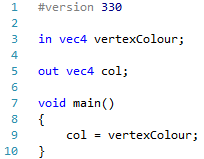 1 #version 330
2
3 in vec4 vertexColour;
4
5 out vec4 col;
6
7 void main()
8 {
9 col = vertexColour;
10 }